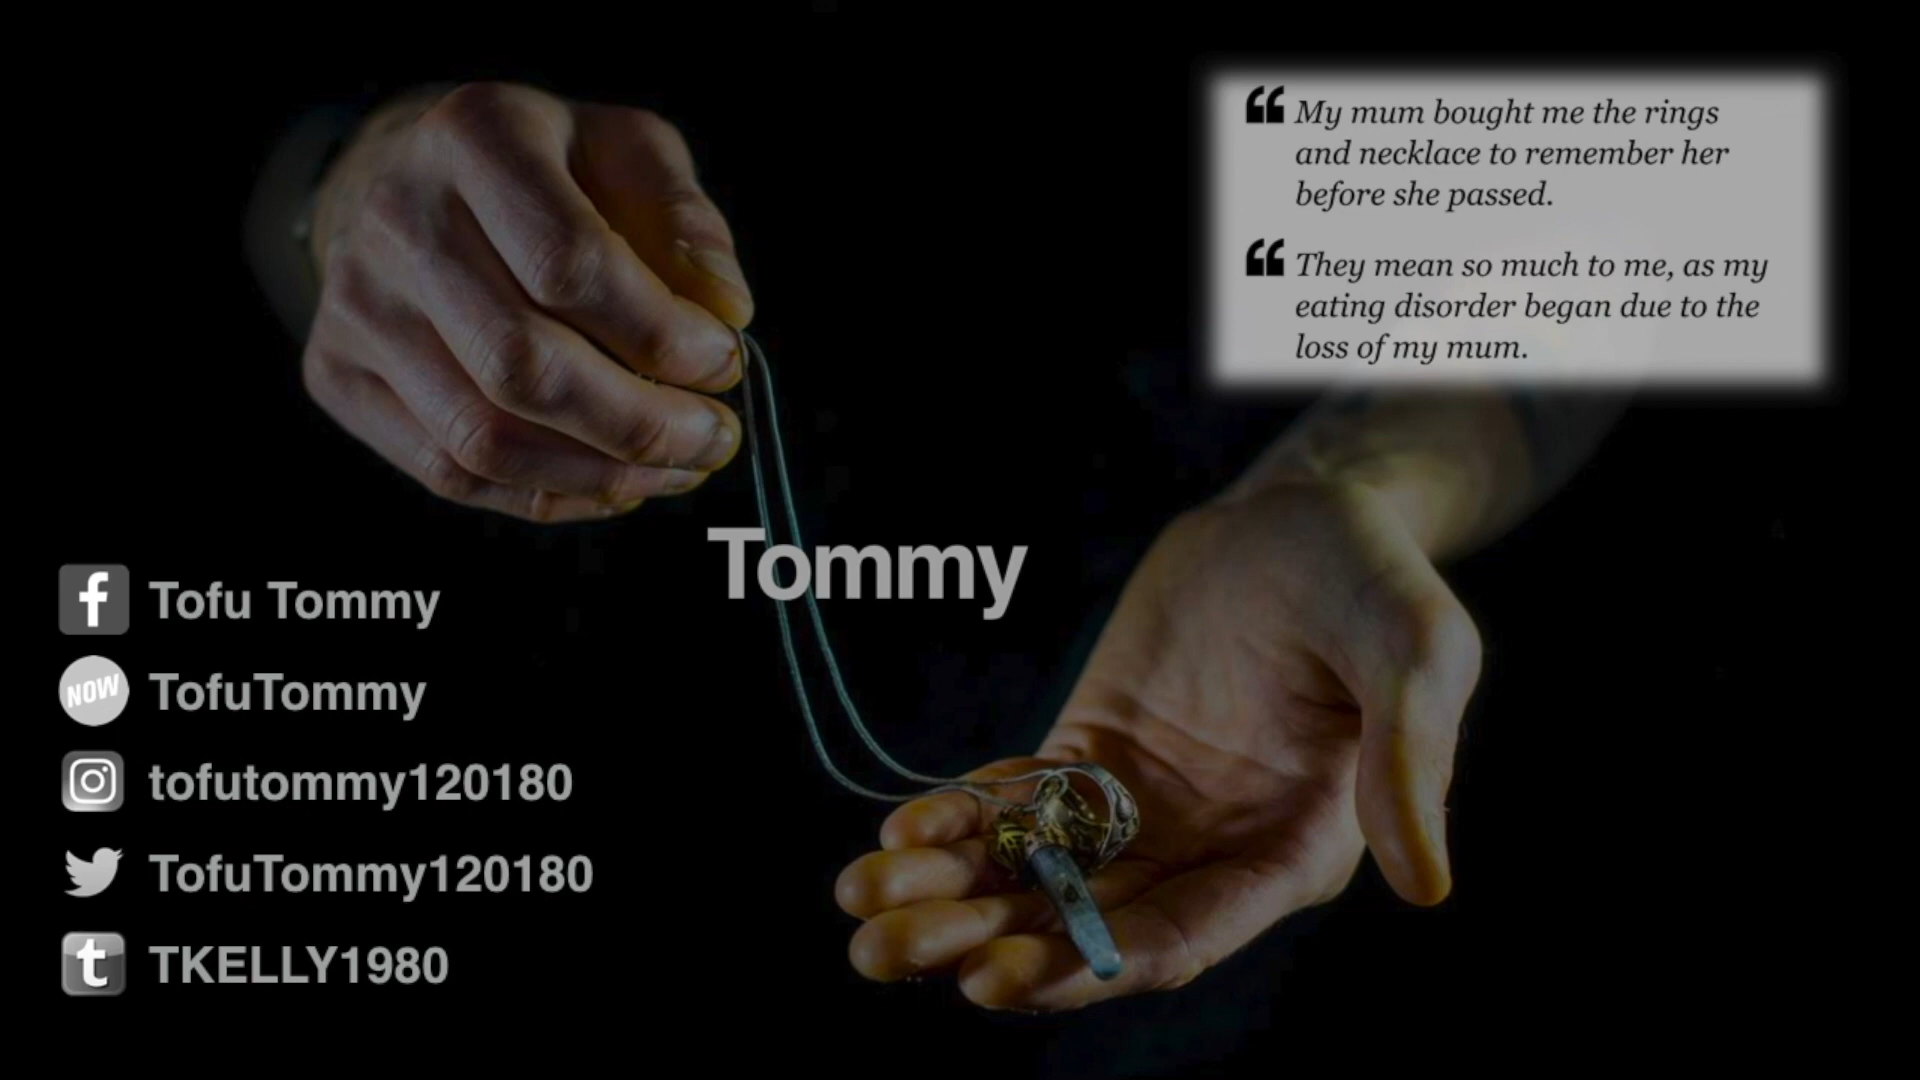 “ My mum bought me the rings
and necklace to remember her
before she passed.
“ They mean so much to me, as my
eating disorder began due to the
loss of my mum.
Tommy
f Tofu Tommy
NOW TofuTommy
tofutommy120180
TofuTommy120180
t TKELLY1980